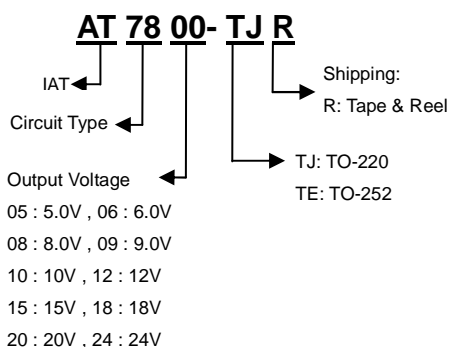 AT 78 00- TJ R
IAT
Circuit Type
Output Voltage
05 : 5.0V , 06 : 6.0V
08 : 8.0V , 09 : 9.0V
10 : 10V , 12 : 12V
15 : 15V , 18 : 18V
20 : 20V , 24 : 24V
Shipping:
R: Tape & Reel
TJ: TO-220
TE: TO-252